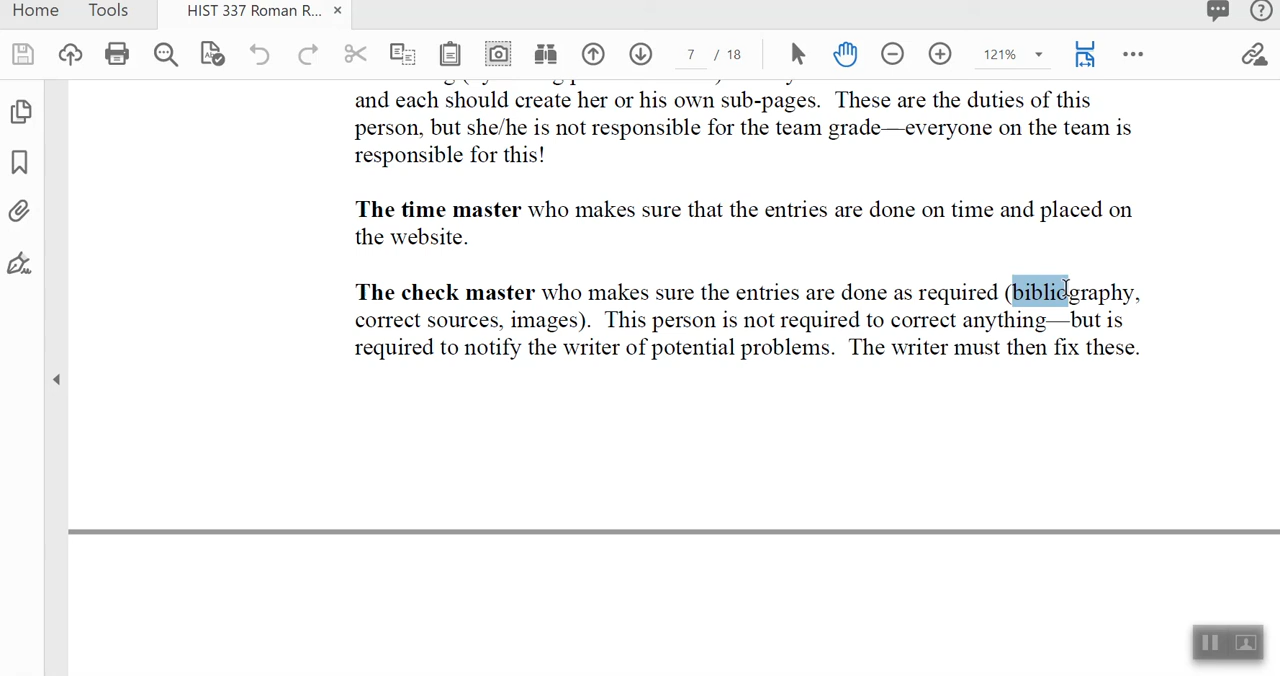 Home Tools HIST 337 Roman R... ×
7 / 18 121%
and each should create her or his own sub-pages. These are the duties of this
person, but she/he is not responsible for the team grade—everyone on the team is
responsible for this!
The time master who makes sure that the entries are done on time and placed on
the website.
The check master who makes sure the entries are done as required (bibliography,
correct sources, images). This person is not required to correct anything—but is
required to notify the writer of potential problems. The writer must then fix these.